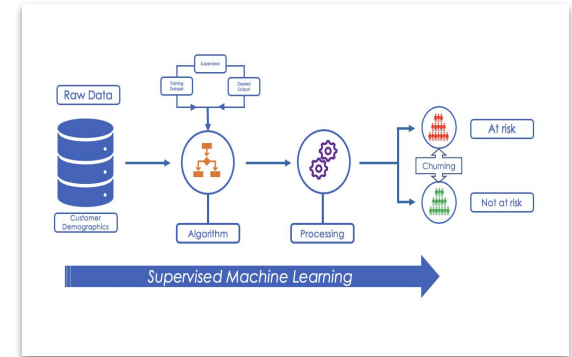 Supervised
Training
Dataset
Desired
Output
Raw Data
At risk
Churning
Customer
Demographics
Not at risk
Algorithm
Processing
Supervised Machine Learning